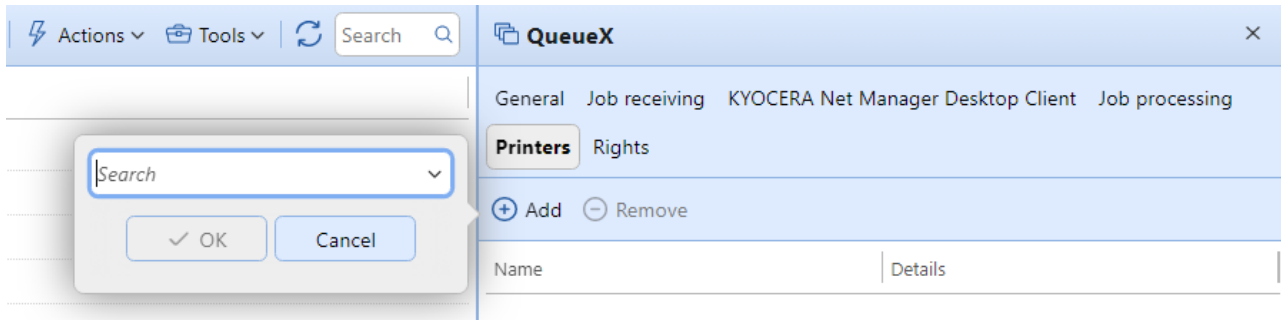 Actions Tools Search
QueueX
General Job receiving KYOCERA Net Manager Desktop Client Job processing
Printers Rights
Search
OK Cancel
Add Remove
Name Details